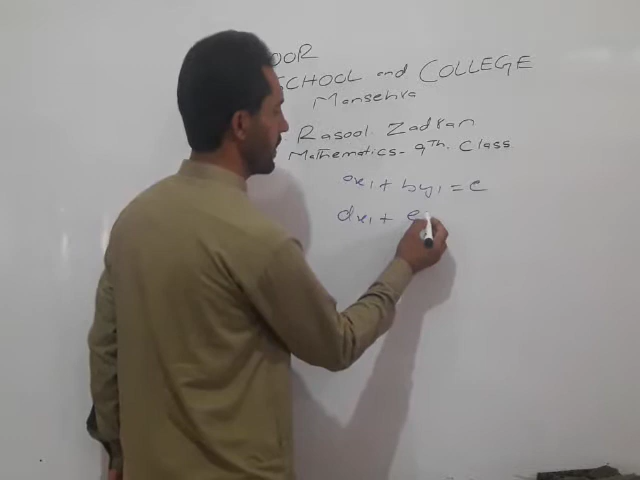 OOR
SCHOOL and COLLEGE
Mansehra
Rasool Zadran
Mathematics - 9th. Class
ax₁ + by₁ = c
dx₁ + e